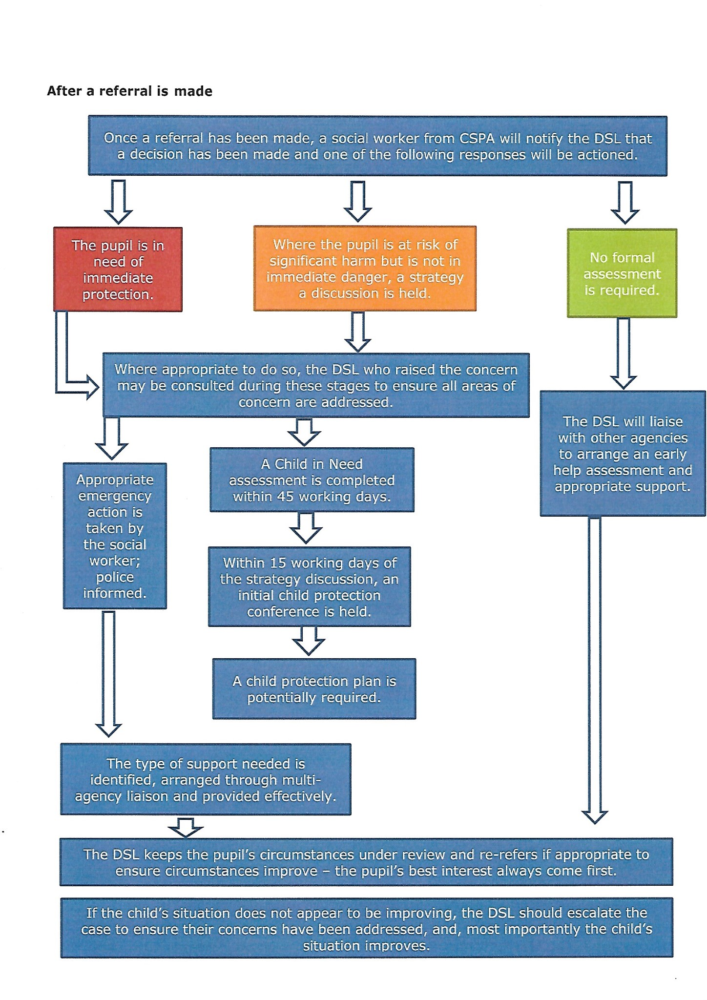 After a referral is made
Once a referral has been made, a social worker from CSPA will notify the DSL that
a decision has been made and one of the following responses will be actioned.
The pupil is in
need of
immediate
protection.
Where the pupil is at risk of
significant harm but is not in
immediate danger, a strategy
a discussion is held.
No formal
assessment
is required.
Where appropriate to do so, the DSL who raised the concern
may be consulted during these stages to ensure all areas of
concern are addressed.
The DSL will liaise
with other agencies
to arrange an early
help assessment and
appropriate support.
Appropriate
emergency
action is
taken by
the social
worker;
police
informed.
A Child in Need
assessment is completed
within 45 working days.
Within 15 working days of
the strategy discussion, an
initial child protection
conference is held.
A child protection plan is
potentially required.
The type of support needed is
identified, arranged through multi-
agency liaison and provided effectively.
The DSL keeps the pupil's circumstances under review and re-refers if appropriate to
ensure circumstances improve – the pupil's best interest always come first.
If the child's situation does not appear to be improving, the DSL should escalate the
case to ensure their concerns have been addressed, and, most importantly the child's
situation improves.